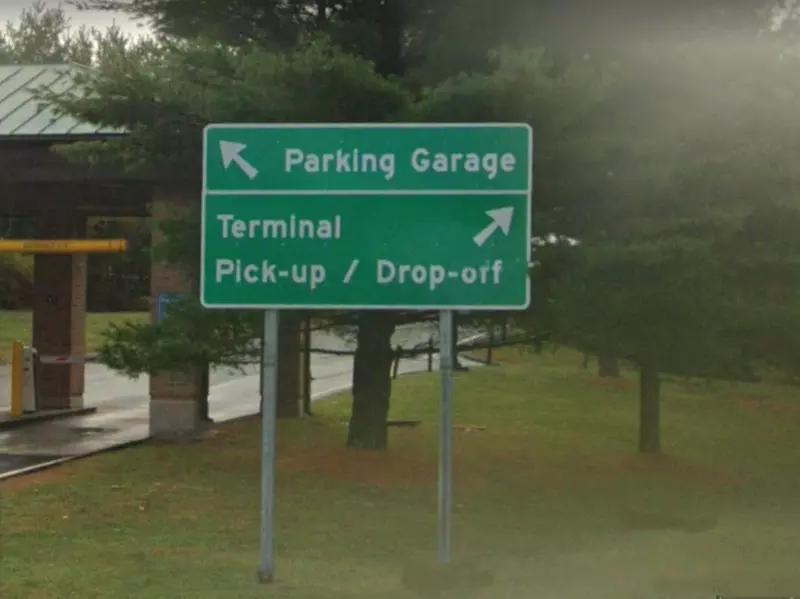 Parking Garage
Terminal
Pick-up / Drop-off